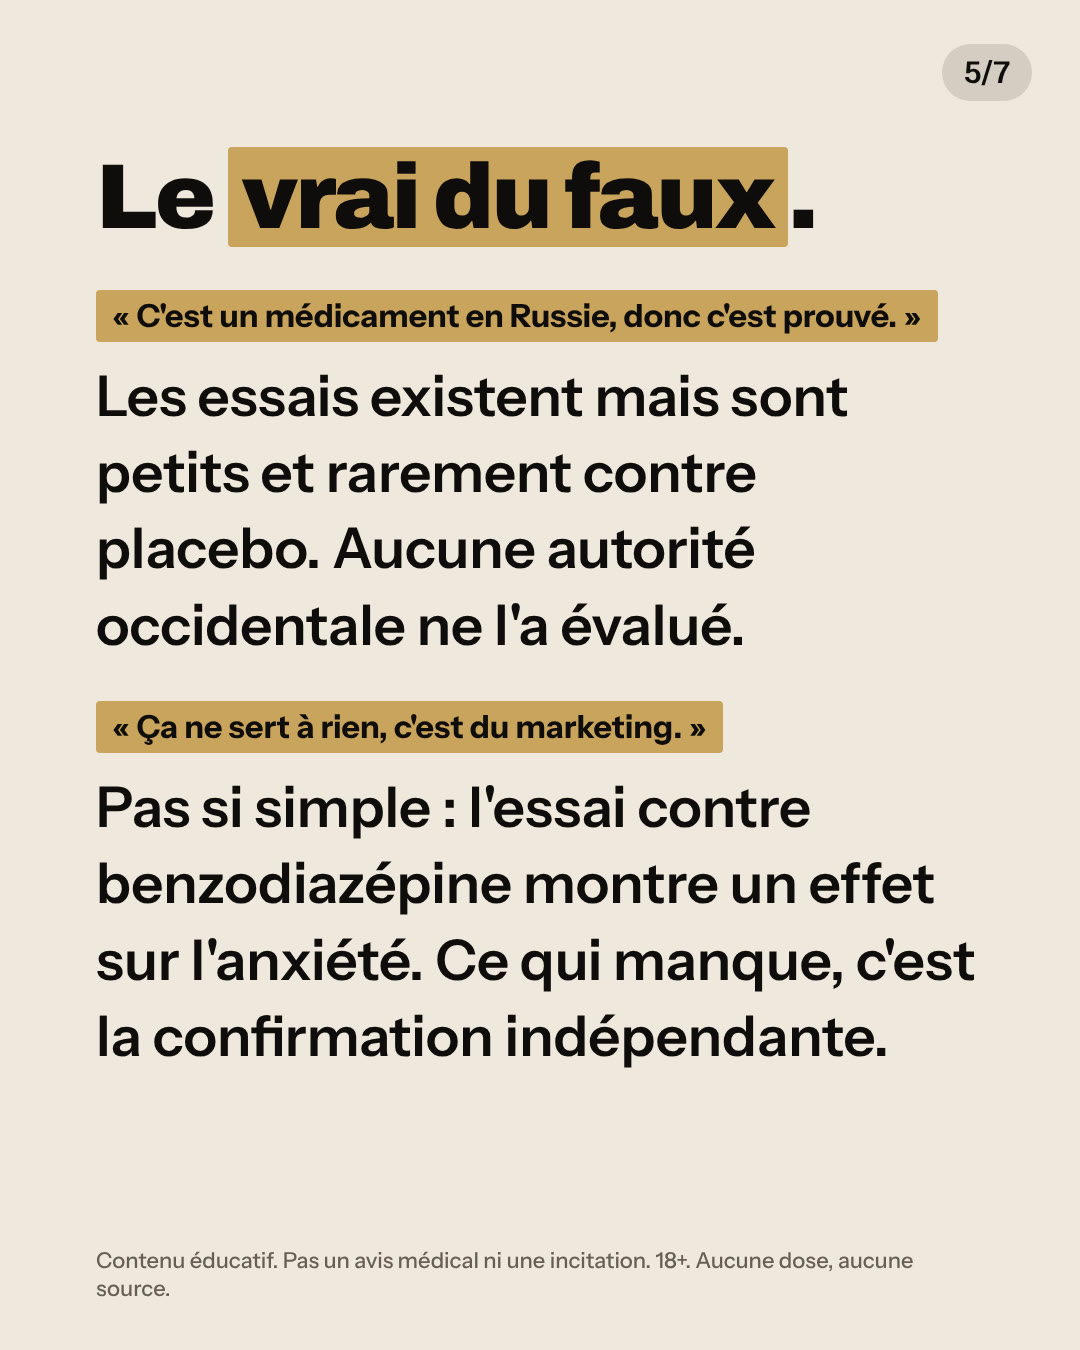 5/7
Le vrai du faux.
« C'est un médicament en Russie, donc c'est prouvé. »
Les essais existent mais sont
petits et rarement contre
placebo. Aucune autorité
occidentale ne l'a évalué.
« Ça ne sert à rien, c'est du marketing. »
Pas si simple : l'essai contre
benzodiazépine montre un effet
sur l'anxiété. Ce qui manque, c'est
la confirmation indépendante.
Contenu éducatif. Pas un avis médical ni une incitation. 18+. Aucune dose, aucune
source.